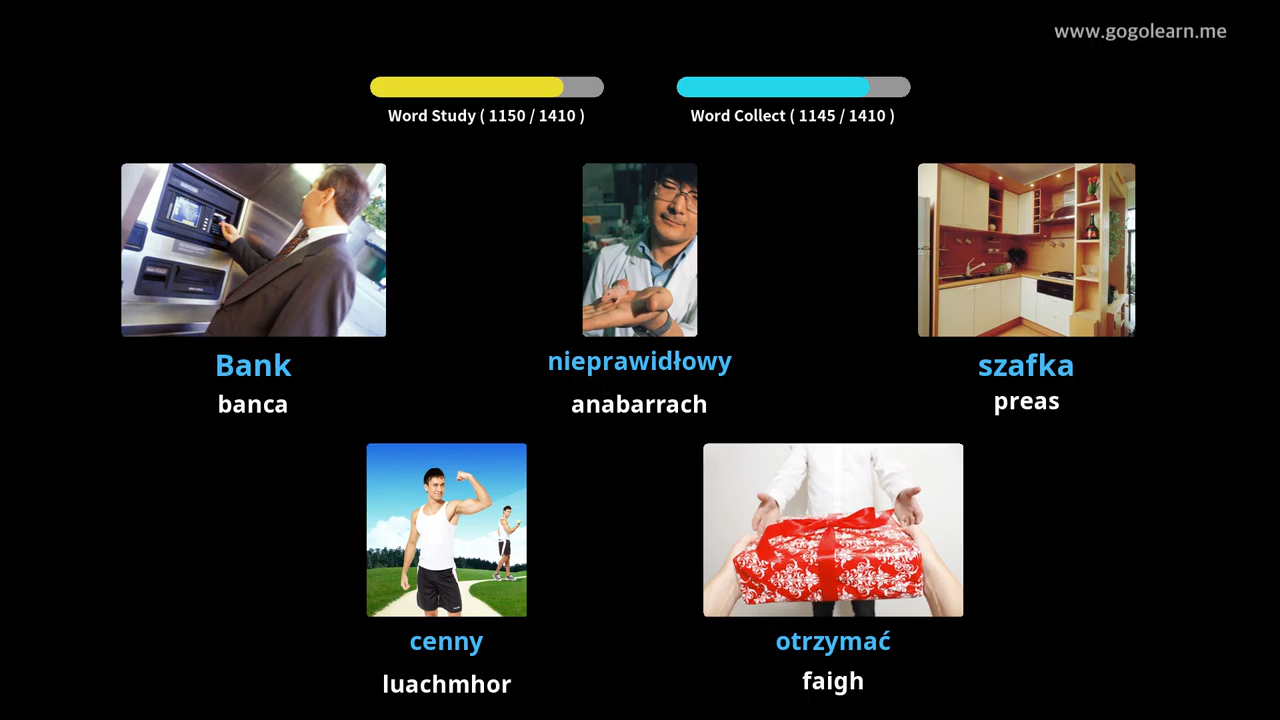 www.gogolearn.me
Word Study ( 1150 / 1410 )
Word Collect ( 1145 / 1410 )
Bank
banca
nieprawidłowy
anabarrach
szafka
preas
cenny
luachmhor
otrzymać
faigh